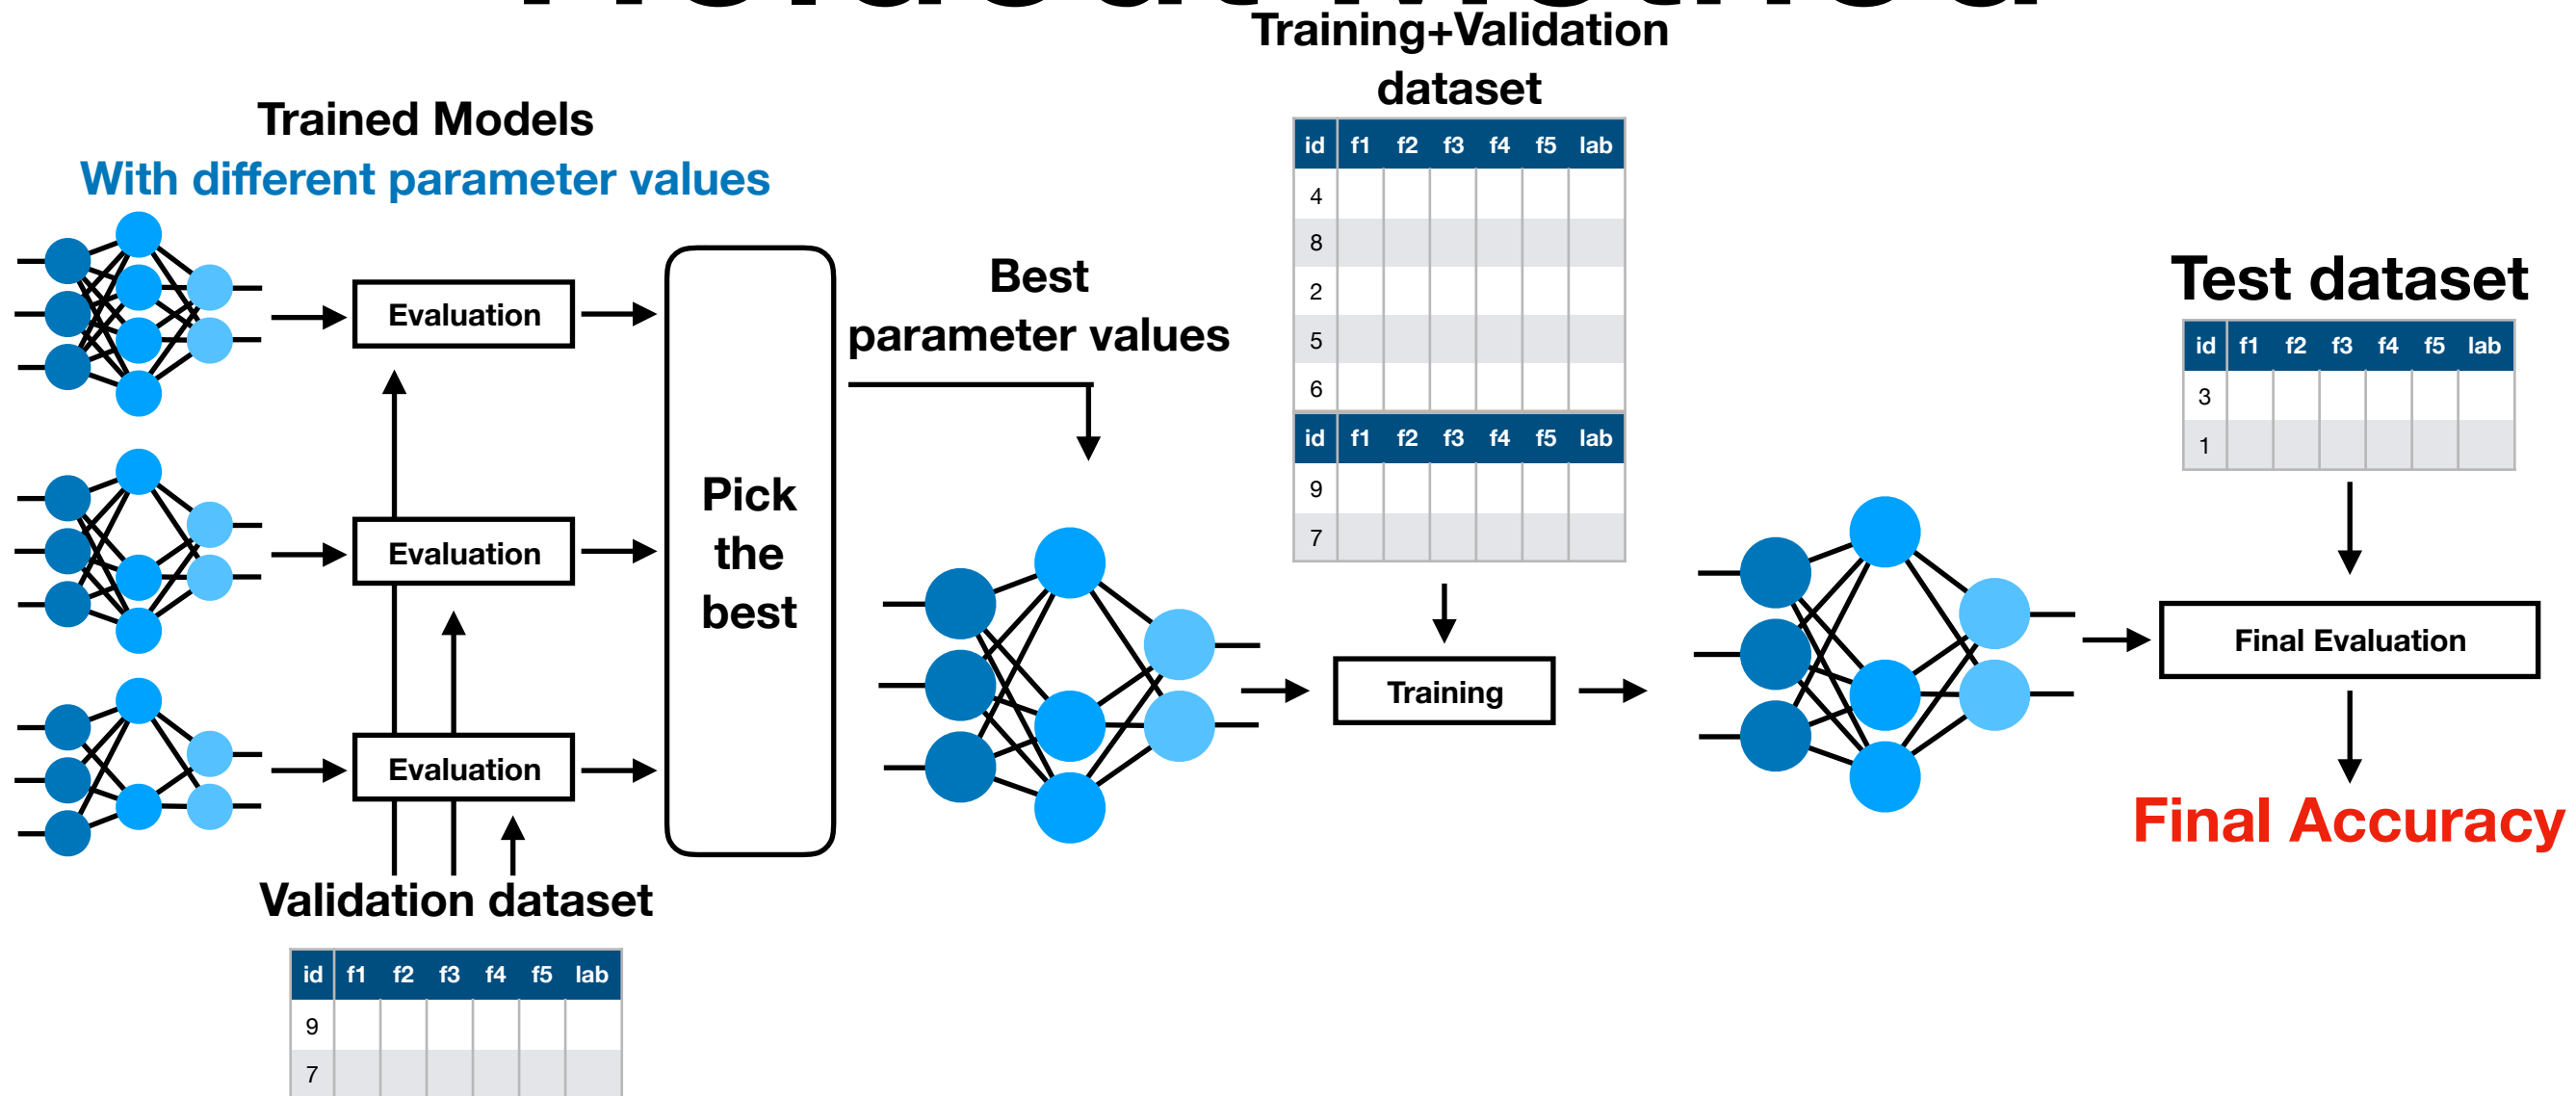 Training+Validation
dataset
Trained Models
With different parameter values
id f1 f2 f3 f4 f5 lab
4
8
2
5
6
id f1 f2 f3 f4 f5 lab
9
7
Evaluation
Evaluation
Evaluation
Pick
the
best
Best
parameter values
Training
Test dataset
id f1 f2 f3 f4 f5 lab
3
1
Final Evaluation
Final Accuracy
Validation dataset
id f1 f2 f3 f4 f5 lab
9
7